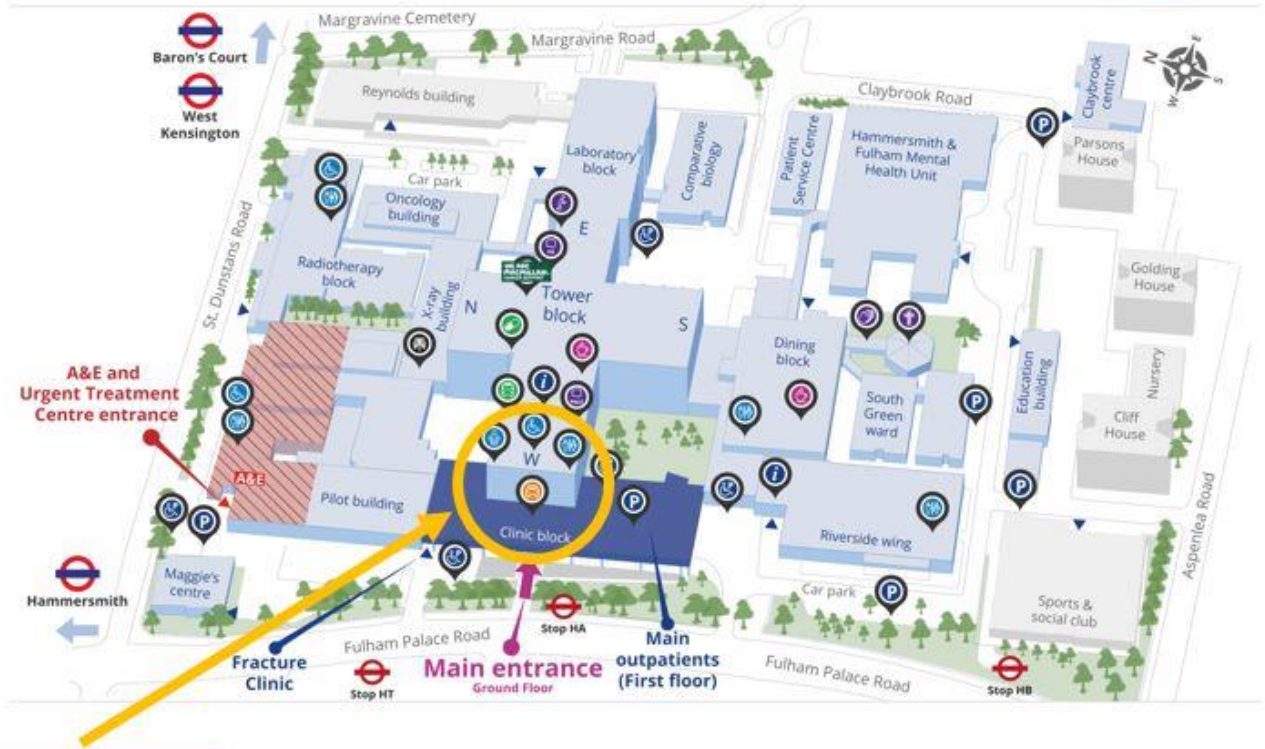 Margravine Cemetery
Margravine Road
Baron's Court
West
Kensington
Reynolds building
Car park
Oncology
building
Radiotherapy
block
X-ray
building
St. Dunstans Road
Laboratory
block
Comparative
biology
Patient
Service Centre
Claybrook Road
Hammersmith &
Fulham Mental
Health Unit
Claybrook
centre
Parsons
House
N
E
S
W
P
E
WE ARE
MACMILLAN.
CANCER SUPPORT
N
Tower
block
S
W
i
Golding
House
Nursery
Cliff
House
Education
building
P
Dining
block
South
Green
ward
A&E and
Urgent Treatment
Centre entrance
A&E
Pilot building
Clinic block
P
i
Riverside wing
P
Aspenlea Road
P
Maggie's
centre
Hammersmith
Car park
P
Sports &
social club
Fulham Palace Road
Stop HA
Fracture
Clinic
Stop HT
Main entrance
Ground Floor
Main
outpatients
(First floor)
Fulham Palace Road
Stop HB